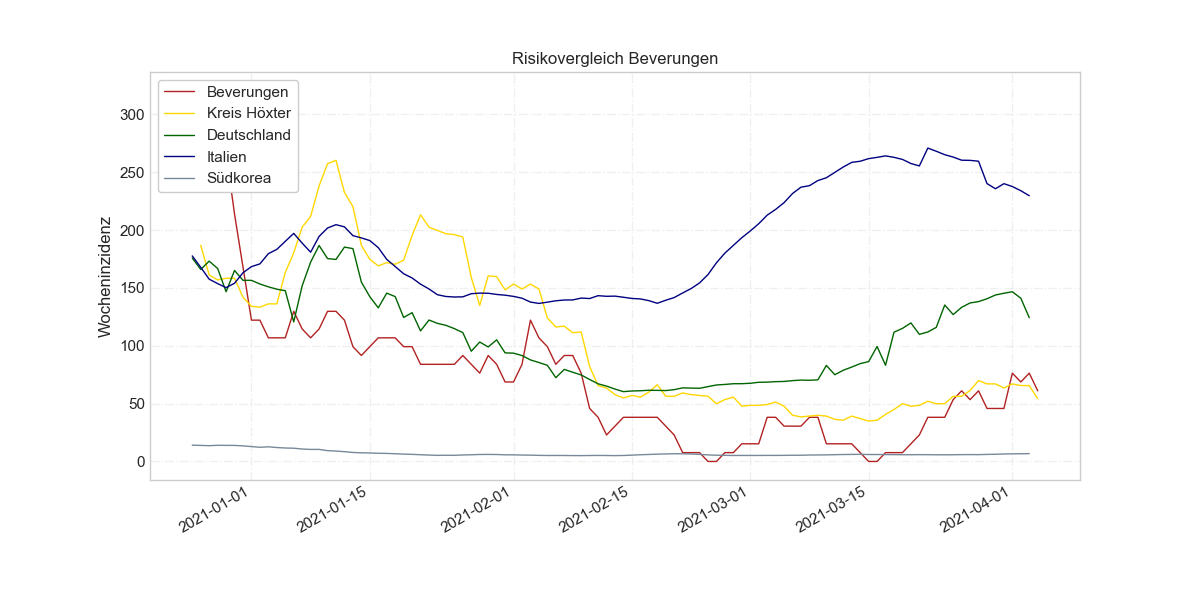 Risikovergleich Beverungen
Beverungen
Kreis Höxter
Deutschland
Italien
Südkorea
Wocheninzidenz
300
250
200
150
100
50
0
2021-01-01
2021-01-15
2021-02-01
2021-02-15
2021-03-01
2021-03-15
2021-04-01